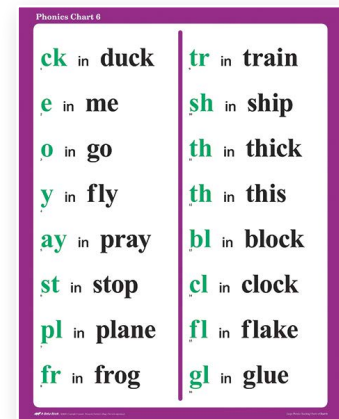 Phonics Chart 6
ck in duck
e in me
o in go
y in fly
ay in pray
st in stop
pl in plane
fr in frog
tr in train
sh in ship
th in thick
th in this
bl in block
cl in clock
fl in flake
gl in glue